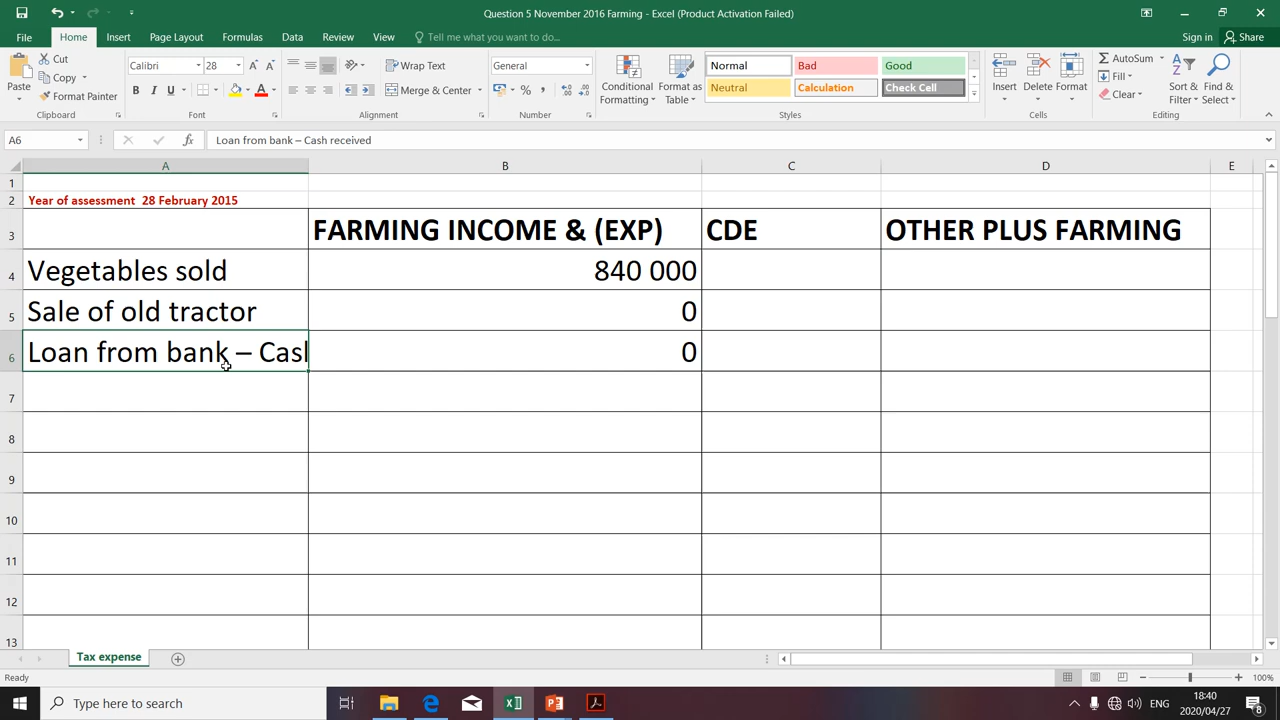 Question 5 November 2016 Farming - Excel (Product Activation Failed)
File Home Insert Page Layout Formulas Data Review View Tell me what you want to do... Sign in Share
Paste
Cut
Copy
Format Painter
Clipboard
Calibri 28
B I U
Font
Wrap Text
Merge & Center
Alignment
General
%
Number
Conditional Formatting
Format as Table
Normal Bad Good
Neutral Calculation Check Cell
Styles
Insert Delete Format
Cells
AutoSum
Fill
Clear
Sort & Filter
Find & Select
Editing
A6 fx Loan from bank – Cash received
A B C D E
1
2 Year of assessment 28 February 2015
3 FARMING INCOME & (EXP) CDE OTHER PLUS FARMING
4 Vegetables sold 840 000
5 Sale of old tractor 0
6 Loan from bank – Cash 0
7
8
9
10
11
12
13
Tax expense
Ready 100%
Type here to search ENG 18:40
2020/04/27 8